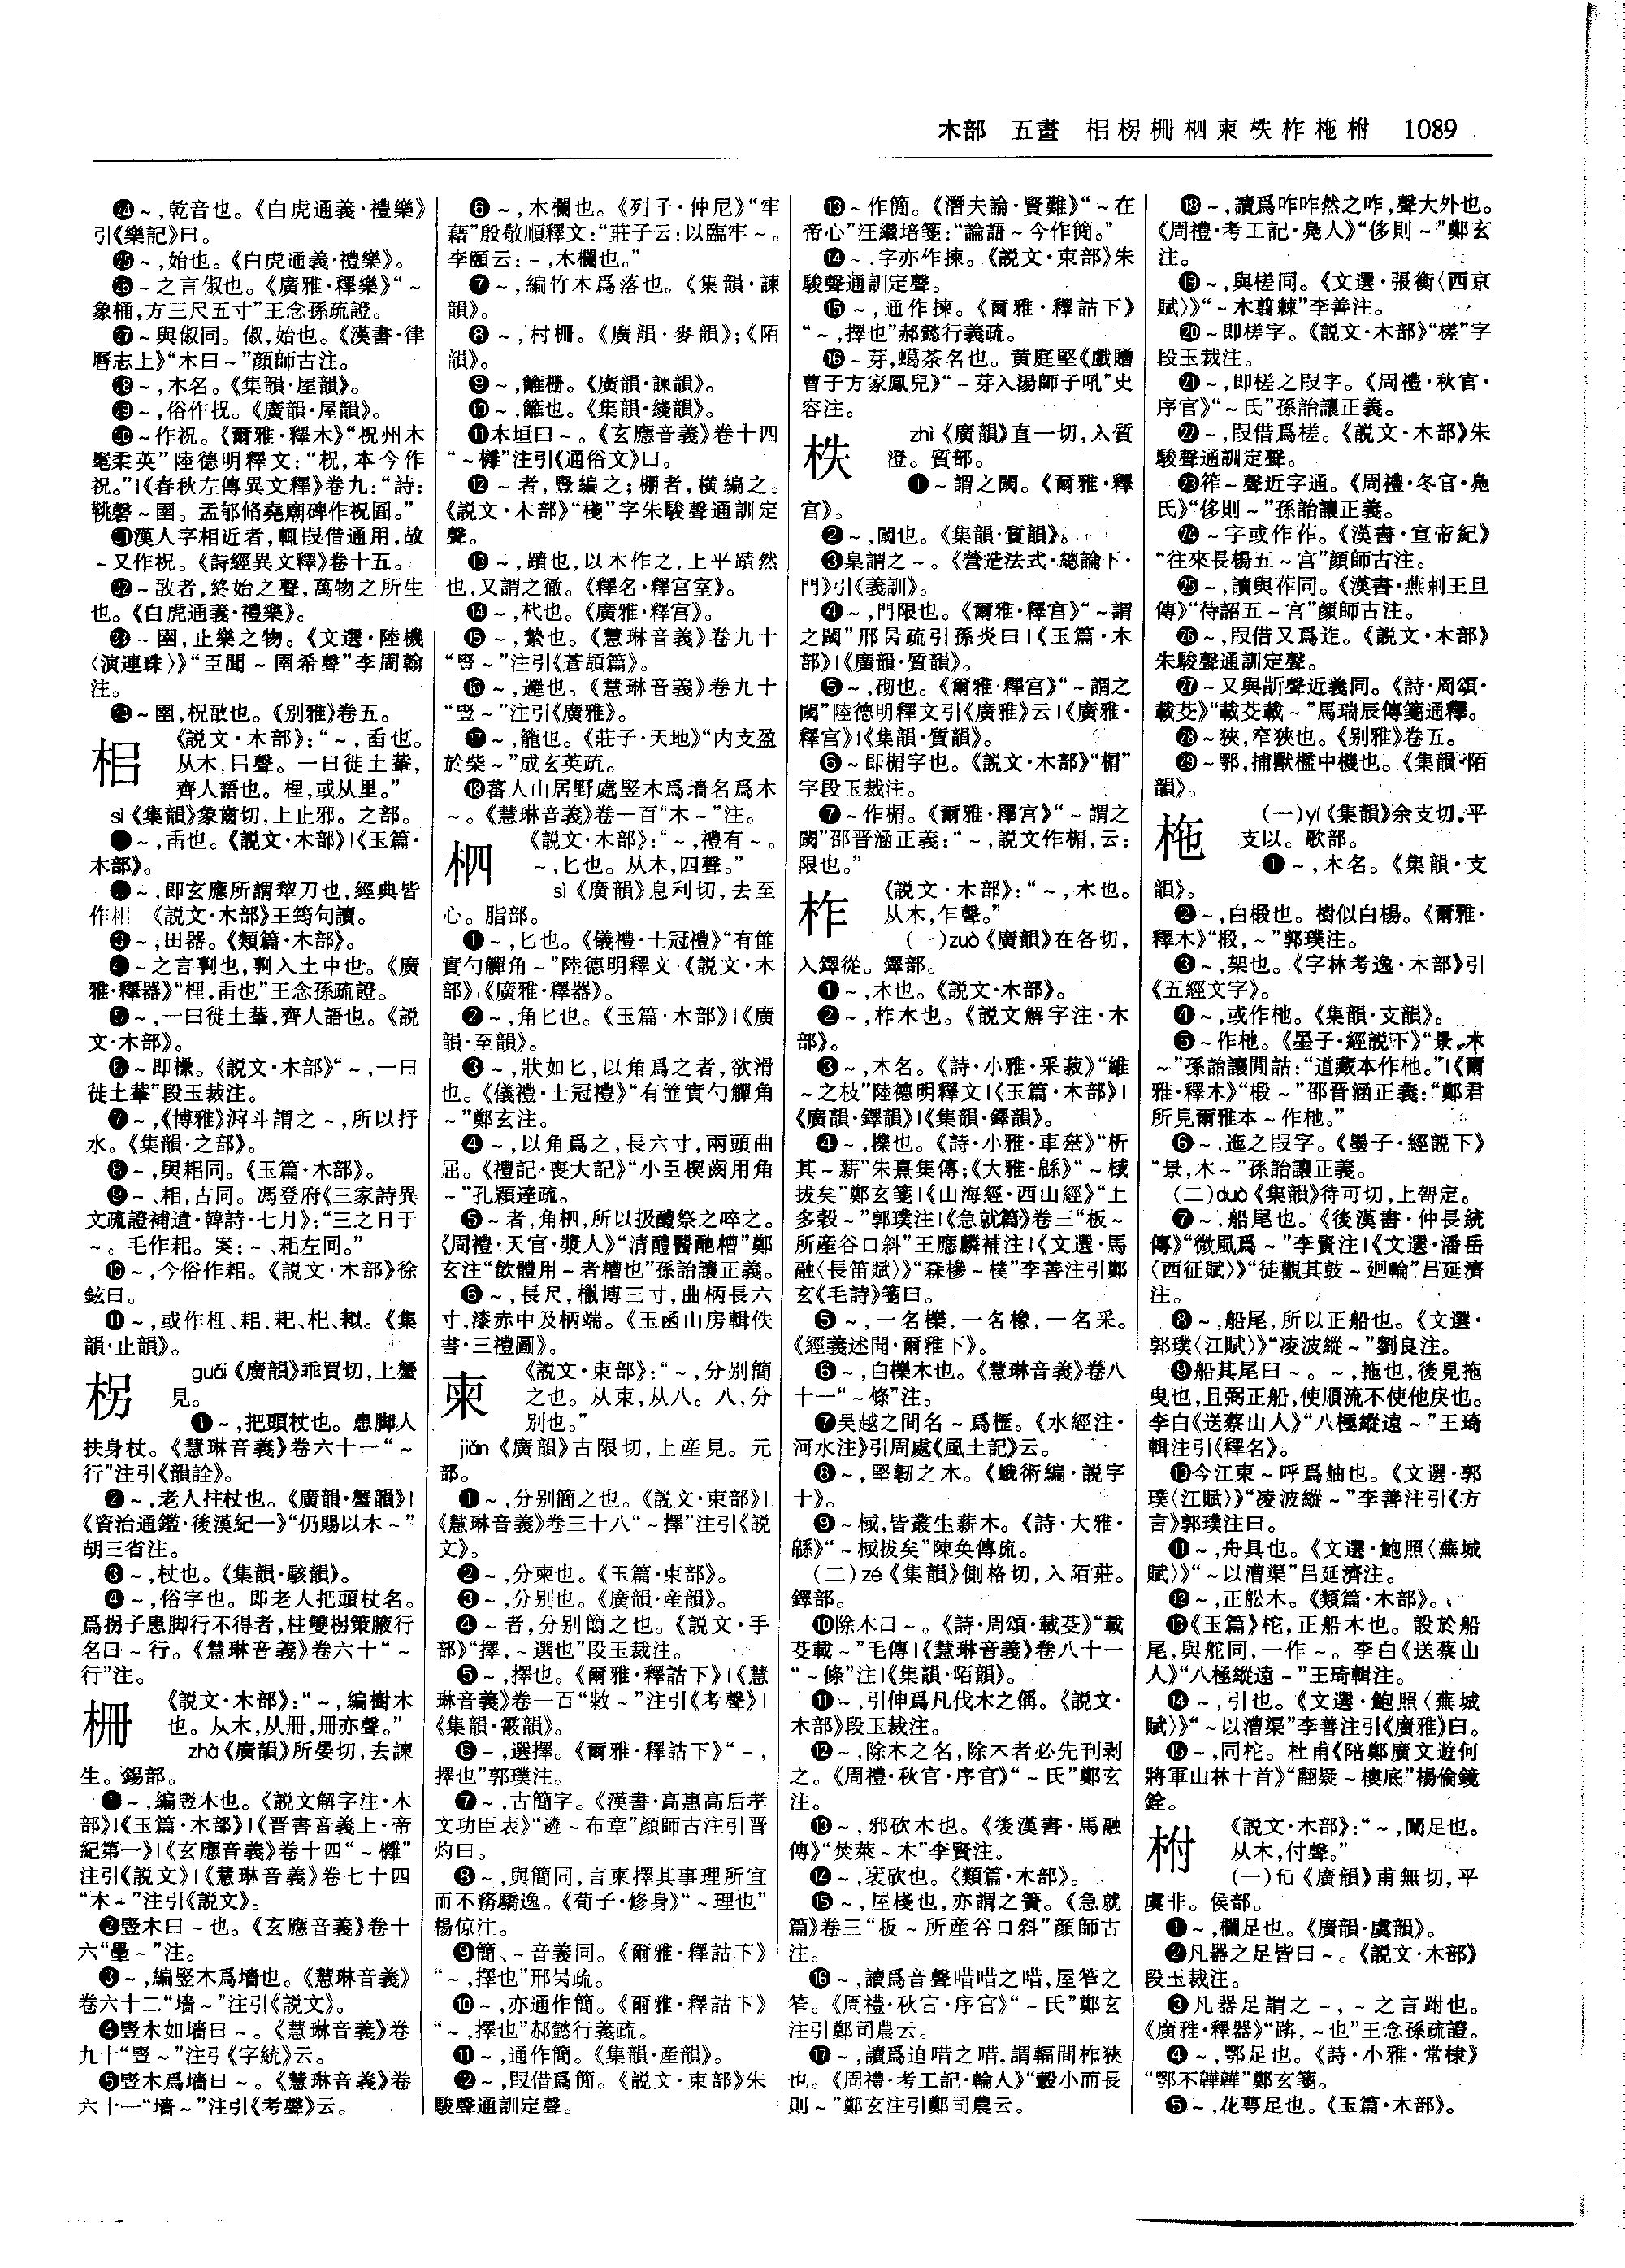 木部　五畫　梠柺柵柶柬柣柞柂柎　1089
㉔～,乾音也。《白虎通義·禮樂》
引《樂記》曰。
㉕～,始也。《白虎通義·禮樂》。
㉖～之言俶也。《廣雅·釋樂》“～
象桶,方三尺五寸”王念孫疏證。
㉗～與俶同。俶,始也。《漢書·律
曆志上》“木曰～”顔師古注。
㉘～,木名。《集韻·屋韻》。
㉙～,俗作抧。《廣韻·屋韻》。
㉚～作祝。《爾雅·釋木》“祝州木
髦柔英”陸德明釋文:“柷,本今作
祝。”|《春秋左傳異文釋》卷九:“詩:
鞉磬～圉。孟郁脩堯廟碑作祝圄。”
㉛漢人字相近者,輒叚借通用,故
～又作祝。《詩經異文釋》卷十五。
㉜～敔者,終始之聲,萬物之所生
也。《白虎通義·禮樂》。
㉝～圄,止樂之物。《文選·陸機
〈演連珠〉》“臣聞～圄希聲”李周翰
注。
㉞～圄,柷敔也。《别雅》卷五。
《説文·木部》:“～,臿也。
从木,㠯聲。一曰徙土輂,
齊人語也。梩,或从里。”
sì《集韻》象齒切,上止邪。之部。
❶～,臿也。《説文·木部》|《玉篇·
木部》。
❷～,即玄應所謂犂刀也,經典皆
作耜《説文·木部》王筠句讀。
❸～,田器。《類篇·木部》。
❹～之言剚也,剚入土中也。《廣
雅·釋器》“梩,臿也”王念孫疏證。
❺～,一曰徙土輂,齊人語也。《説
文·木部》。
❻～即欙。《説文·木部》“～,一曰
徙土輂”段玉裁注。
❼～,《博雅》㴬斗謂之～,所以抒
水。《集韻·之部》。
❽～,與耜同。《玉篇·木部》。
❾～、耜,古同。馮登府《三家詩異
文疏證補遺·韓詩·七月》:“三之日于
～。毛作耜。案:～、耜左同。”
❿～,今俗作耜。《説文·木部》徐
鉉曰。
⓫～,或作梩、耜、耙、杞、耛。《集
韻·止韻》。
柺
guǎi《廣韻》乖買切,上蟹
見。
❶～,把頭杖也。患脚人
扶身杖。《慧琳音義》卷六十一“～
行”注引《韻詮》。
❷～,老人拄杖也。《廣韻·蟹韻》|
《資治通鑑·後漢紀一》“仍賜以木～”
胡三省注。
❸～,杖也。《集韻·駭韻》。
❹～,俗字也。即老人把頭杖名。
爲拐子患脚行不得者,柱雙柺策腋行
名曰～行。《慧琳音義》卷六十“～
行”注。
柵
《説文·木部》:“～,編樹木
也。从木,从冊,冊亦聲。”
zhà《廣韻》所晏切,去諫
生。錫部。
❶～,編豎木也。《説文解字注·木
部》|《玉篇·木部》|《晋書音義上·帝
紀第一》|《玄應音義》卷十四“～櫳”
注引《説文》|《慧琳音義》卷七十四
“木～”注引《説文》。
❷豎木曰～也。《玄應音義》卷十
六“壘～”注。
❸～,編竪木爲墻也。《慧琳音義》
卷六十二“墻～”注引《説文》。
❹豎木如墻曰～。《慧琳音義》卷
九十“豎～”注引《字統》云。
❺豎木爲墻曰～。《慧琳音義》卷
六十一“墻～”注引《考聲》云。
❻～,木欄也。《列子·仲尼》“牢
藉”殷敬順釋文:“莊子云:以臨牢～。
李頤云:～,木欄也。”
❼～,編竹木爲落也。《集韻·諫
韻》。
❽～,村柵。《廣韻·麥韻》;《陌
韻》。
❾～,籬柵。《廣韻·諫韻》。
❿～,籬也。《集韻·綫韻》。
⓫木垣曰～。《玄應音義》卷十四
“～櫳”注引《通俗文》曰。
⓬～者,豎編之;棚者,横編之。
《説文·木部》“棧”字朱駿聲通訓定
聲。
⓭～,蹟也,以木作之,上平蹟然
也,又謂之徹。《釋名·釋宫室》。
⓮～,杙也。《廣雅·釋宫》。
⓯～,縶也。《慧琳音義》卷九十
“豎～”注引《蒼頡篇》。
⓰～,邏也。《慧琳音義》卷九十
“豎～”注引《廣雅》。
⓱～,籠也。《莊子·天地》“内支盈
於柴～”成玄英疏。
⓲蕃人山居野處竪木爲墻名爲木
～。《慧琳音義》卷一百“木～”注。
柶
《説文·木部》:“～,禮有～。
～,匕也。从木,四聲。”
sì《廣韻》息利切,去至
心。脂部。
❶～,匕也。《儀禮·士冠禮》“有篚
實勺觶角～”陸德明釋文|《説文·木
部》|《廣雅·釋器》。
❷～,角匕也。《玉篇·木部》|《廣
韻·至韻》。
❸～,狀如匕,以角爲之者,欲滑
也。《儀禮·士冠禮》“有篚實勺觶角
～”鄭玄注。
❹～,以角爲之,長六寸,兩頭曲
屈。《禮記·喪大記》“小臣楔齒用角
～”孔穎達疏。
❺～者,角柶,所以扱醴祭之啐之。
《周禮·天官·漿人》“清醴醫酏糟”鄭
玄注“飲醴用～者糟也”孫詒讓正義。
❻～,長尺,欘博三寸,曲柄長六
寸,漆赤中及柄端。《玉函山房輯佚
書·三禮圖》。
柬
《説文·束部》:“～,分别簡
之也。从束,从八。八,分
别也。”
jiǎn《廣韻》古限切,上産見。元
部。
❶～,分别簡之也。《説文·束部》|
《慧琳音義》卷三十八“～擇”注引《説
文》。
❷～,分柬也。《玉篇·束部》。
❸～,分别也。《廣韻·産韻》。
❹～者,分别簡之也。《説文·手
部》“擇,～選也”段玉裁注。
❺～,擇也。《爾雅·釋詁下》|《慧
琳音義》卷一百“敕～”注引《考聲》|
《集韻·霰韻》。
❻～,選擇。《爾雅·釋詁下》“～,
擇也”郭璞注。
❼～,古簡字。《漢書·高惠高后孝
文功臣表》“遴～布章”顔師古注引晋
灼曰。
❽～,與簡同,言柬擇其事理所宜
而不務驕逸。《荀子·修身》“～理也”
楊倞注。
❾簡、～音義同。《爾雅·釋詁下》
“～,擇也”邢昺疏。
❿～,亦通作簡。《爾雅·釋詁下》
“～,擇也”郝懿行義疏。
⓫～,通作簡。《集韻·産韻》。
⓬～,叚借爲簡。《説文·束部》朱
駿聲通訓定聲。
⓭～作簡。《潛夫論·賢難》“～在
帝心”汪繼培箋:“論語～今作簡。”
⓮～,字亦作揀。《説文·束部》朱
駿聲通訓定聲。
⓯～,通作揀。《爾雅·釋詁下》
“～,擇也”郝懿行義疏。
⓰～芽,蠍茶名也。黄庭堅《戲贈
曹子方家鳳兒》“～芽入湯師子吼”史
容注。
柣
zhì《廣韻》直一切,入質
澄。質部。
❶～謂之閾。《爾雅·釋
宫》。
❷～,閾也。《集韻·質韻》。
❸臬謂之～。《營造法式·總論下·
門》引《義訓》。
❹～,門限也。《爾雅·釋宫》“～謂
之閾”邢昺疏引孫炎曰|《玉篇·木
部》|《廣韻·質韻》。
❺～,砌也。《爾雅·釋宫》“～謂之
閾”陸德明釋文引《廣雅》云|《廣雅·
釋宫》|《集韻·質韻》。
❻～即榍字也。《説文·木部》“榍”
字段玉裁注。
❼～作榍。《爾雅·釋宫》“～謂之
閾”邵晋涵正義:“～,説文作榍,云:
限也。”
柞
《説文·木部》:“～,木也。
从木,乍聲。”
(一)zuò《廣韻》在各切,
入鐸從。鐸部。
❶～,木也。《説文·木部》。
❷～,柞木也。《説文解字注·木
部》。
❸～,木名。《詩·小雅·采菽》“維
～之枝”陸德明釋文|《玉篇·木部》|
《廣韻·鐸韻》|《集韻·鐸韻》。
❹～,櫟也。《詩·小雅·車舝》“析
其～薪”朱熹集傳;《大雅·緜》“～棫
拔矣”鄭玄箋|《山海經·西山經》“上
多榖～”郭璞注|《急就篇》卷三“板～
所産谷口斜”王應麟補注|《文選·馬
融〈長笛賦〉》“森槮～樸”李善注引鄭
玄《毛詩》箋曰。
❺～,一名櫟,一名橡,一名采。
《經義述聞·爾雅下》。
❻～,白櫟木也。《慧琳音義》卷八
十一“～條”注。
❼吴越之間名～爲櫪。《水經注·
河水注》引周處《風土記》云。
❽～,堅韌之木。《蛾術編·説字
十》。
❾～棫,皆叢生薪木。《詩·大雅·
緜》“～棫拔矣”陳奂傳疏。
(二)zé《集韻》側格切,入陌莊。
鐸部。
❿除木曰～。《詩·周頌·載芟》“載
芟載～”毛傳|《慧琳音義》卷八十一
“～條”注|《集韻·陌韻》。
⓫～,引伸爲凡伐木之偁。《説文·
木部》段玉裁注。
⓬～,除木之名,除木者必先刊剥
之。《周禮·秋官·序官》“～氏”鄭玄
注。
⓭～,邪砍木也。《後漢書·馬融
傳》“焚萊～木”李賢注。
⓮～,衺砍也。《類篇·木部》。
⓯～,屋棧也,亦謂之簀。《急就
篇》卷三“板～所産谷口斜”顔師古
注。
⓰～,讀爲音聲唶唶之唶,屋笮之
笮。《周禮·秋官·序官》“～氏”鄭玄
注引鄭司農云。
⓱～,讀爲迫唶之唶,謂輻間柞狹
也。《周禮·考工記·輪人》“轂小而長
則～”鄭玄注引鄭司農云。
⓲～,讀爲咋咋然之咋,聲大外也。
《周禮·考工記·鳧人》“侈則～”鄭玄
注。
⓳～,與槎同。《文選·張衡〈西京
賦〉》“～木翦棘”李善注。
⓴～即槎字。《説文·木部》“槎”字
段玉裁注。
㉑～,即槎之叚字。《周禮·秋官·
序官》“～氏”孫詒讓正義。
㉒～,叚借爲槎。《説文·木部》朱
駿聲通訓定聲。
㉓筰～聲近字通。《周禮·冬官·鳧
氏》“侈則～”孫詒讓正義。
㉔～字或作莋。《漢書·宣帝紀》
“往來長楊五～宫”顔師古注。
㉕～,讀與莋同。《漢書·燕剌王旦
傳》“待詔五～宫”顔師古注。
㉖～,叚借又爲迮。《説文·木部》
朱駿聲通訓定聲。
㉗～又與斮聲近義同。《詩·周頌·
載芟》“載芟載～”馬瑞辰傳箋通釋。
㉘～狹,窄狹也。《别雅》卷五。
㉙～鄂,捕獸檻中機也。《集韻·陌
韻》。
柂
(一)yí《集韻》余支切,平
支以。歌部。
❶～,木名。《集韻·支
韻》。
❷～,白椴也。樹似白楊。《爾雅·
釋木》“椴,～”郭璞注。
❸～,架也。《字林考逸·木部》引
《五經文字》。
❹～,或作杝。《集韻·支韻》。
❺～作杝。《墨子·經説下》“景,木
～”孫詒讓閒詁:“道藏本作杝。”|《爾
雅·釋木》“椴～”邵晋涵正義:“鄭君
所見爾雅本～作杝。”
❻～,迤之叚字。《墨子·經説下》
“景,木～”孫詒讓正義。
(二)duò《集韻》待可切,上哿定。
❼～,船尾也。《後漢書·仲長統
傳》“微風爲～”李賢注|《文選·潘岳
〈西征賦〉》“徒觀其鼓～廻輪”吕延濟
注。
❽～,船尾,所以正船也。《文選·
郭璞〈江賦〉》“凌波縱～”劉良注。
❾船其尾曰～。～,拖也,後見拖
曳也,且弼正船,使順流不使他戾也。
李白《送蔡山人》“八極縱遠～”王琦
輯注引《釋名》。
❿今江東～呼爲舳也。《文選·郭
璞〈江賦〉》“凌波縱～”李善注引《方
言》郭璞注曰。
⓫～,舟具也。《文選·鮑照〈蕪城
賦〉》“～以漕渠”吕延濟注。
⓬～,正舩木。《類篇·木部》。
⓭《玉篇》柁,正船木也。設於船
尾,與舵同,一作～。李白《送蔡山
人》“八極縱遠～”王琦輯注。
⓮～,引也。《文選·鮑照〈蕪城
賦〉》“～以漕渠”李善注引《廣雅》曰。
⓯～,同柁。杜甫《陪鄭廣文遊何
將軍山林十首》“翻疑～樓底”楊倫鏡
銓。
柎
《説文·木部》:“～,闌足也。
从木,付聲。”
(一)fū《廣韻》甫無切,平
虞非。侯部。
❶～,欄足也。《廣韻·虞韻》。
❷凡器之足皆曰～。《説文·木部》
段玉裁注。
❸凡器足謂之～,～之言跗也。
《廣雅·釋器》“䠙,～也”王念孫疏證。
❹～,鄂足也。《詩·小雅·常棣》
“鄂不韡韡”鄭玄箋。
❺～,花萼足也。《玉篇·木部》。